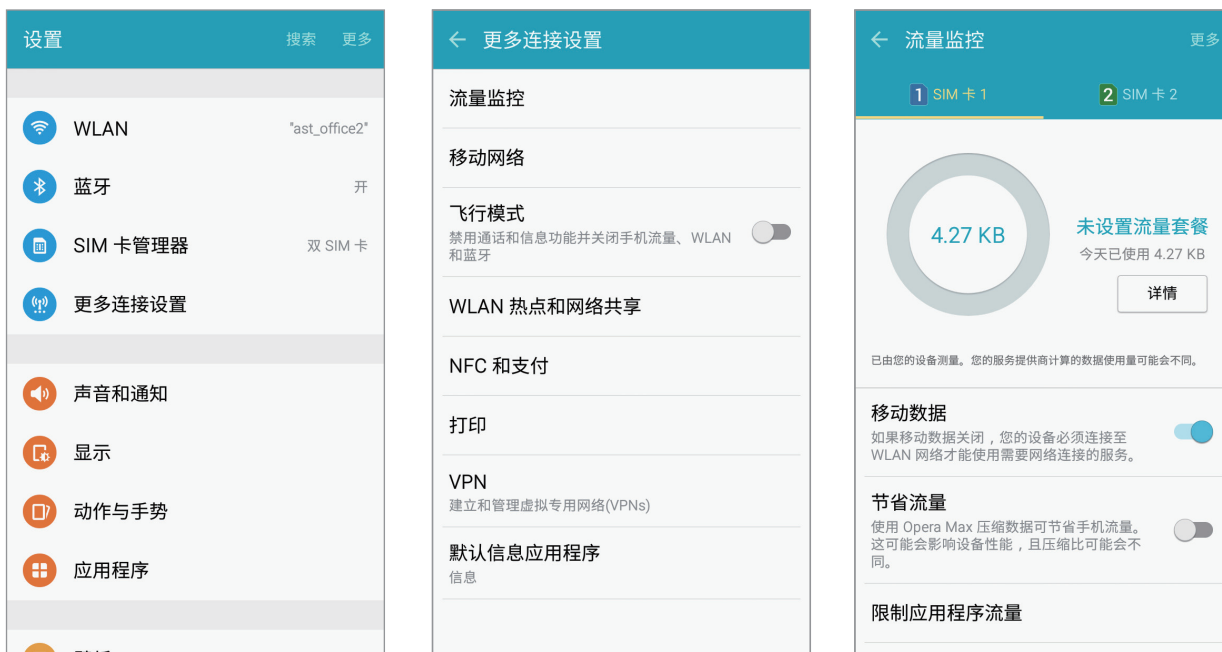 设置 搜索 更多
WLAN "ast_office2"
蓝牙 开
SIM 卡管理器 双 SIM 卡
更多连接设置
声音和通知
显示
动作与手势
应用程序
更多连接设置
流量监控
移动网络
飞行模式
禁用通话和信息功能并关闭手机流量、WLAN
和蓝牙
WLAN 热点和网络共享
NFC 和支付
打印
VPN
建立和管理虚拟专用网络(VPNs)
默认信息应用程序
信息
流量监控 更多
1 SIM 卡 1 2 SIM 卡 2
4.27 KB
未设置流量套餐
今天已使用 4.27 KB
详情
已由您的设备测量。您的服务提供商计算的数据使用量可能会不同。
移动数据
如果移动数据关闭，您的设备必须连接至
WLAN 网络才能使用需要网络连接的服务。
节省流量
使用 Opera Max 压缩数据可节省手机流量。
这可能会影响设备性能，且压缩比可能会不
同。
限制应用程序流量